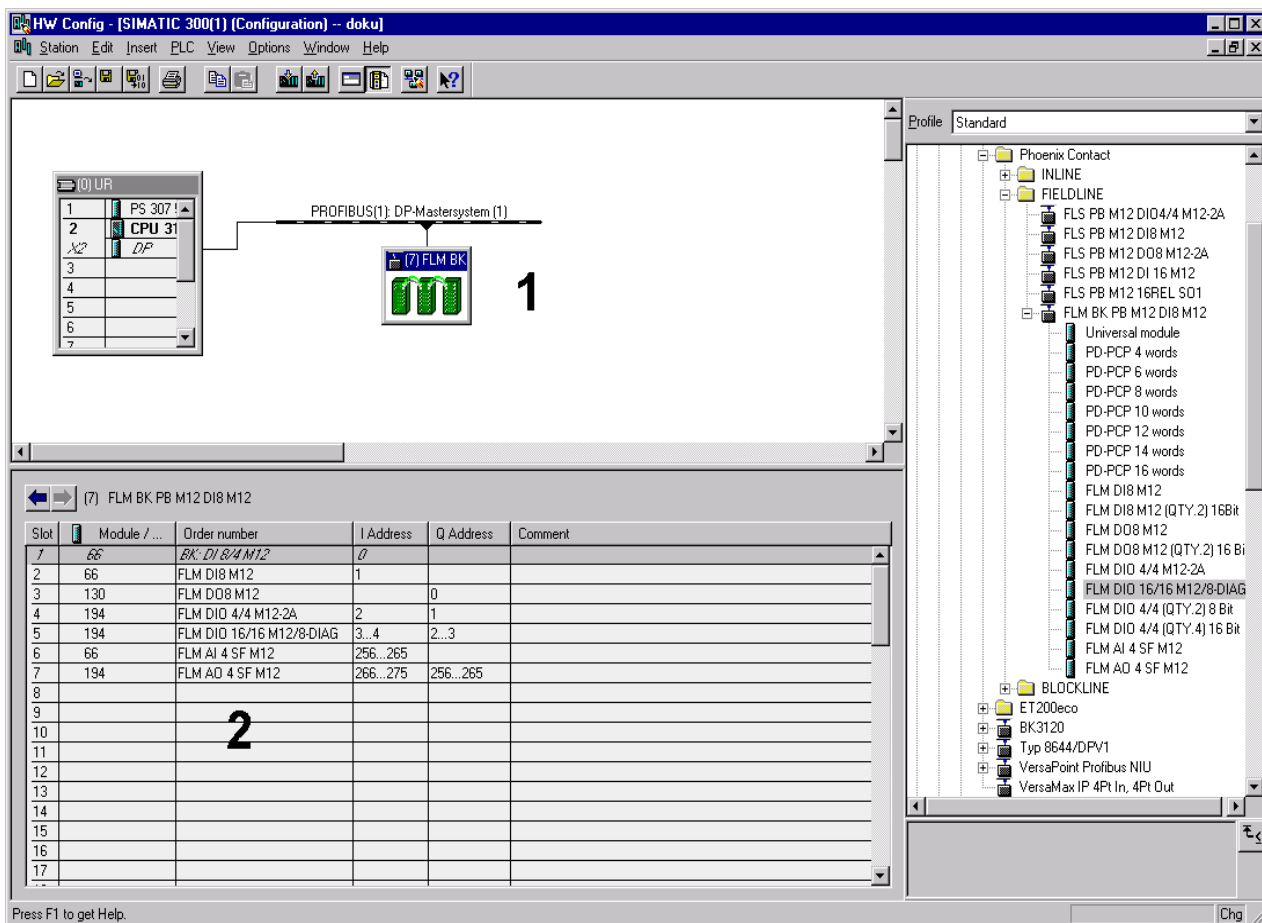 HW Config - [SIMATIC 300(1) (Configuration) -- doku]
Station Edit Insert PLC View Options Window Help
(0) UR
1 PS 307 5
2 CPU 31
X2 DP
3
4
5
6
7
PROFIBUS(1): DP-Mastersystem (1)
(7) FLM BK
1
(7) FLM BK PB M12 DI8 M12
Slot Module / ... Order number I Address Q Address Comment
1 66 BK: DI 8/4 M12 0
2 66 FLM DI8 M12 1
3 130 FLM DO8 M12 0
4 194 FLM DIO 4/4 M12-2A 2 1
5 194 FLM DIO 16/16 M12/8-DIAG 3...4 2...3
6 66 FLM AI 4 SF M12 256...265
7 194 FLM AO 4 SF M12 266...275 256...265
8
9
10
11
12
13
14
15
16
17
2
Profile Standard
Phoenix Contact
INLINE
FIELDLINE
FLS PB M12 DIO4/4 M12-2A
FLS PB M12 DI8 M12
FLS PB M12 DO8 M12-2A
FLS PB M12 DI 16 M12
FLS PB M12 16REL SO1
FLM BK PB M12 DI8 M12
Universal module
PD-PCP 4 words
PD-PCP 6 words
PD-PCP 8 words
PD-PCP 10 words
PD-PCP 12 words
PD-PCP 14 words
PD-PCP 16 words
FLM DI8 M12
FLM DI8 M12 (QTY.2) 16Bit
FLM DO8 M12
FLM DO8 M12 (QTY.2) 16 Bi
FLM DIO 4/4 M12-2A
FLM DIO 16/16 M12/8-DIAG
FLM DIO 4/4 (QTY.2) 8 Bit
FLM DIO 4/4 (QTY.4) 16 Bit
FLM AI 4 SF M12
FLM AO 4 SF M12
BLOCKLINE
ET200eco
BK3120
Typ 8644/DPV1
VersaPoint Profibus NIU
VersaMax IP 4Pt In, 4Pt Out
Press F1 to get Help.
Chg